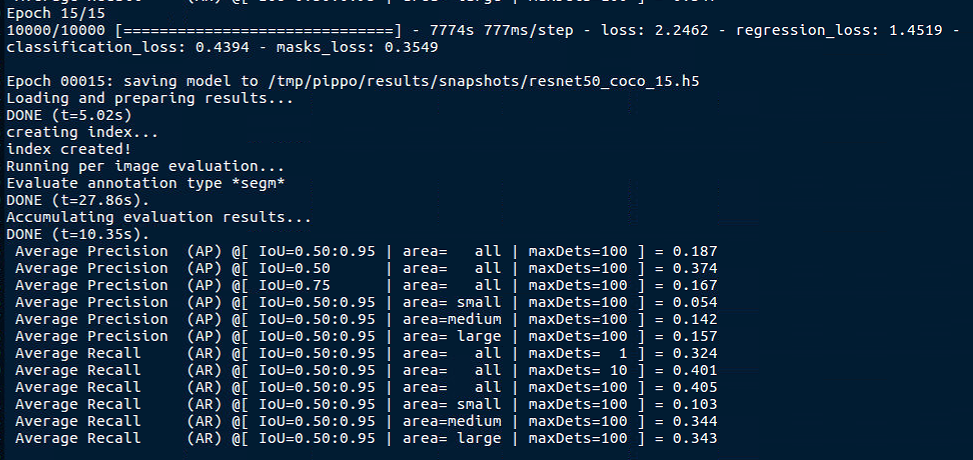 Epoch 15/15
10000/10000 [==============================] - 7774s 777ms/step - loss: 2.2462 - regression_loss: 1.4519 -
classification_loss: 0.4394 - masks_loss: 0.3549
Epoch 00015: saving model to /tmp/pippo/results/snapshots/resnet50_coco_15.h5
Loading and preparing results...
DONE (t=5.02s)
creating index...
index created!
Running per image evaluation...
Evaluate annotation type *segm*
DONE (t=27.86s).
Accumulating evaluation results...
DONE (t=10.35s).
Average Precision  (AP) @[ IoU=0.50:0.95 | area=   all | maxDets=100 ] = 0.187
Average Precision  (AP) @[ IoU=0.50      | area=   all | maxDets=100 ] = 0.374
Average Precision  (AP) @[ IoU=0.75      | area=   all | maxDets=100 ] = 0.167
Average Precision  (AP) @[ IoU=0.50:0.95 | area= small | maxDets=100 ] = 0.054
Average Precision  (AP) @[ IoU=0.50:0.95 | area=medium | maxDets=100 ] = 0.142
Average Precision  (AP) @[ IoU=0.50:0.95 | area= large | maxDets=100 ] = 0.157
Average Recall     (AR) @[ IoU=0.50:0.95 | area=   all | maxDets=  1 ] = 0.324
Average Recall     (AR) @[ IoU=0.50:0.95 | area=   all | maxDets= 10 ] = 0.401
Average Recall     (AR) @[ IoU=0.50:0.95 | area=   all | maxDets=100 ] = 0.405
Average Recall     (AR) @[ IoU=0.50:0.95 | area= small | maxDets=100 ] = 0.103
Average Recall     (AR) @[ IoU=0.50:0.95 | area=medium | maxDets=100 ] = 0.344
Average Recall     (AR) @[ IoU=0.50:0.95 | area= large | maxDets=100 ] = 0.343